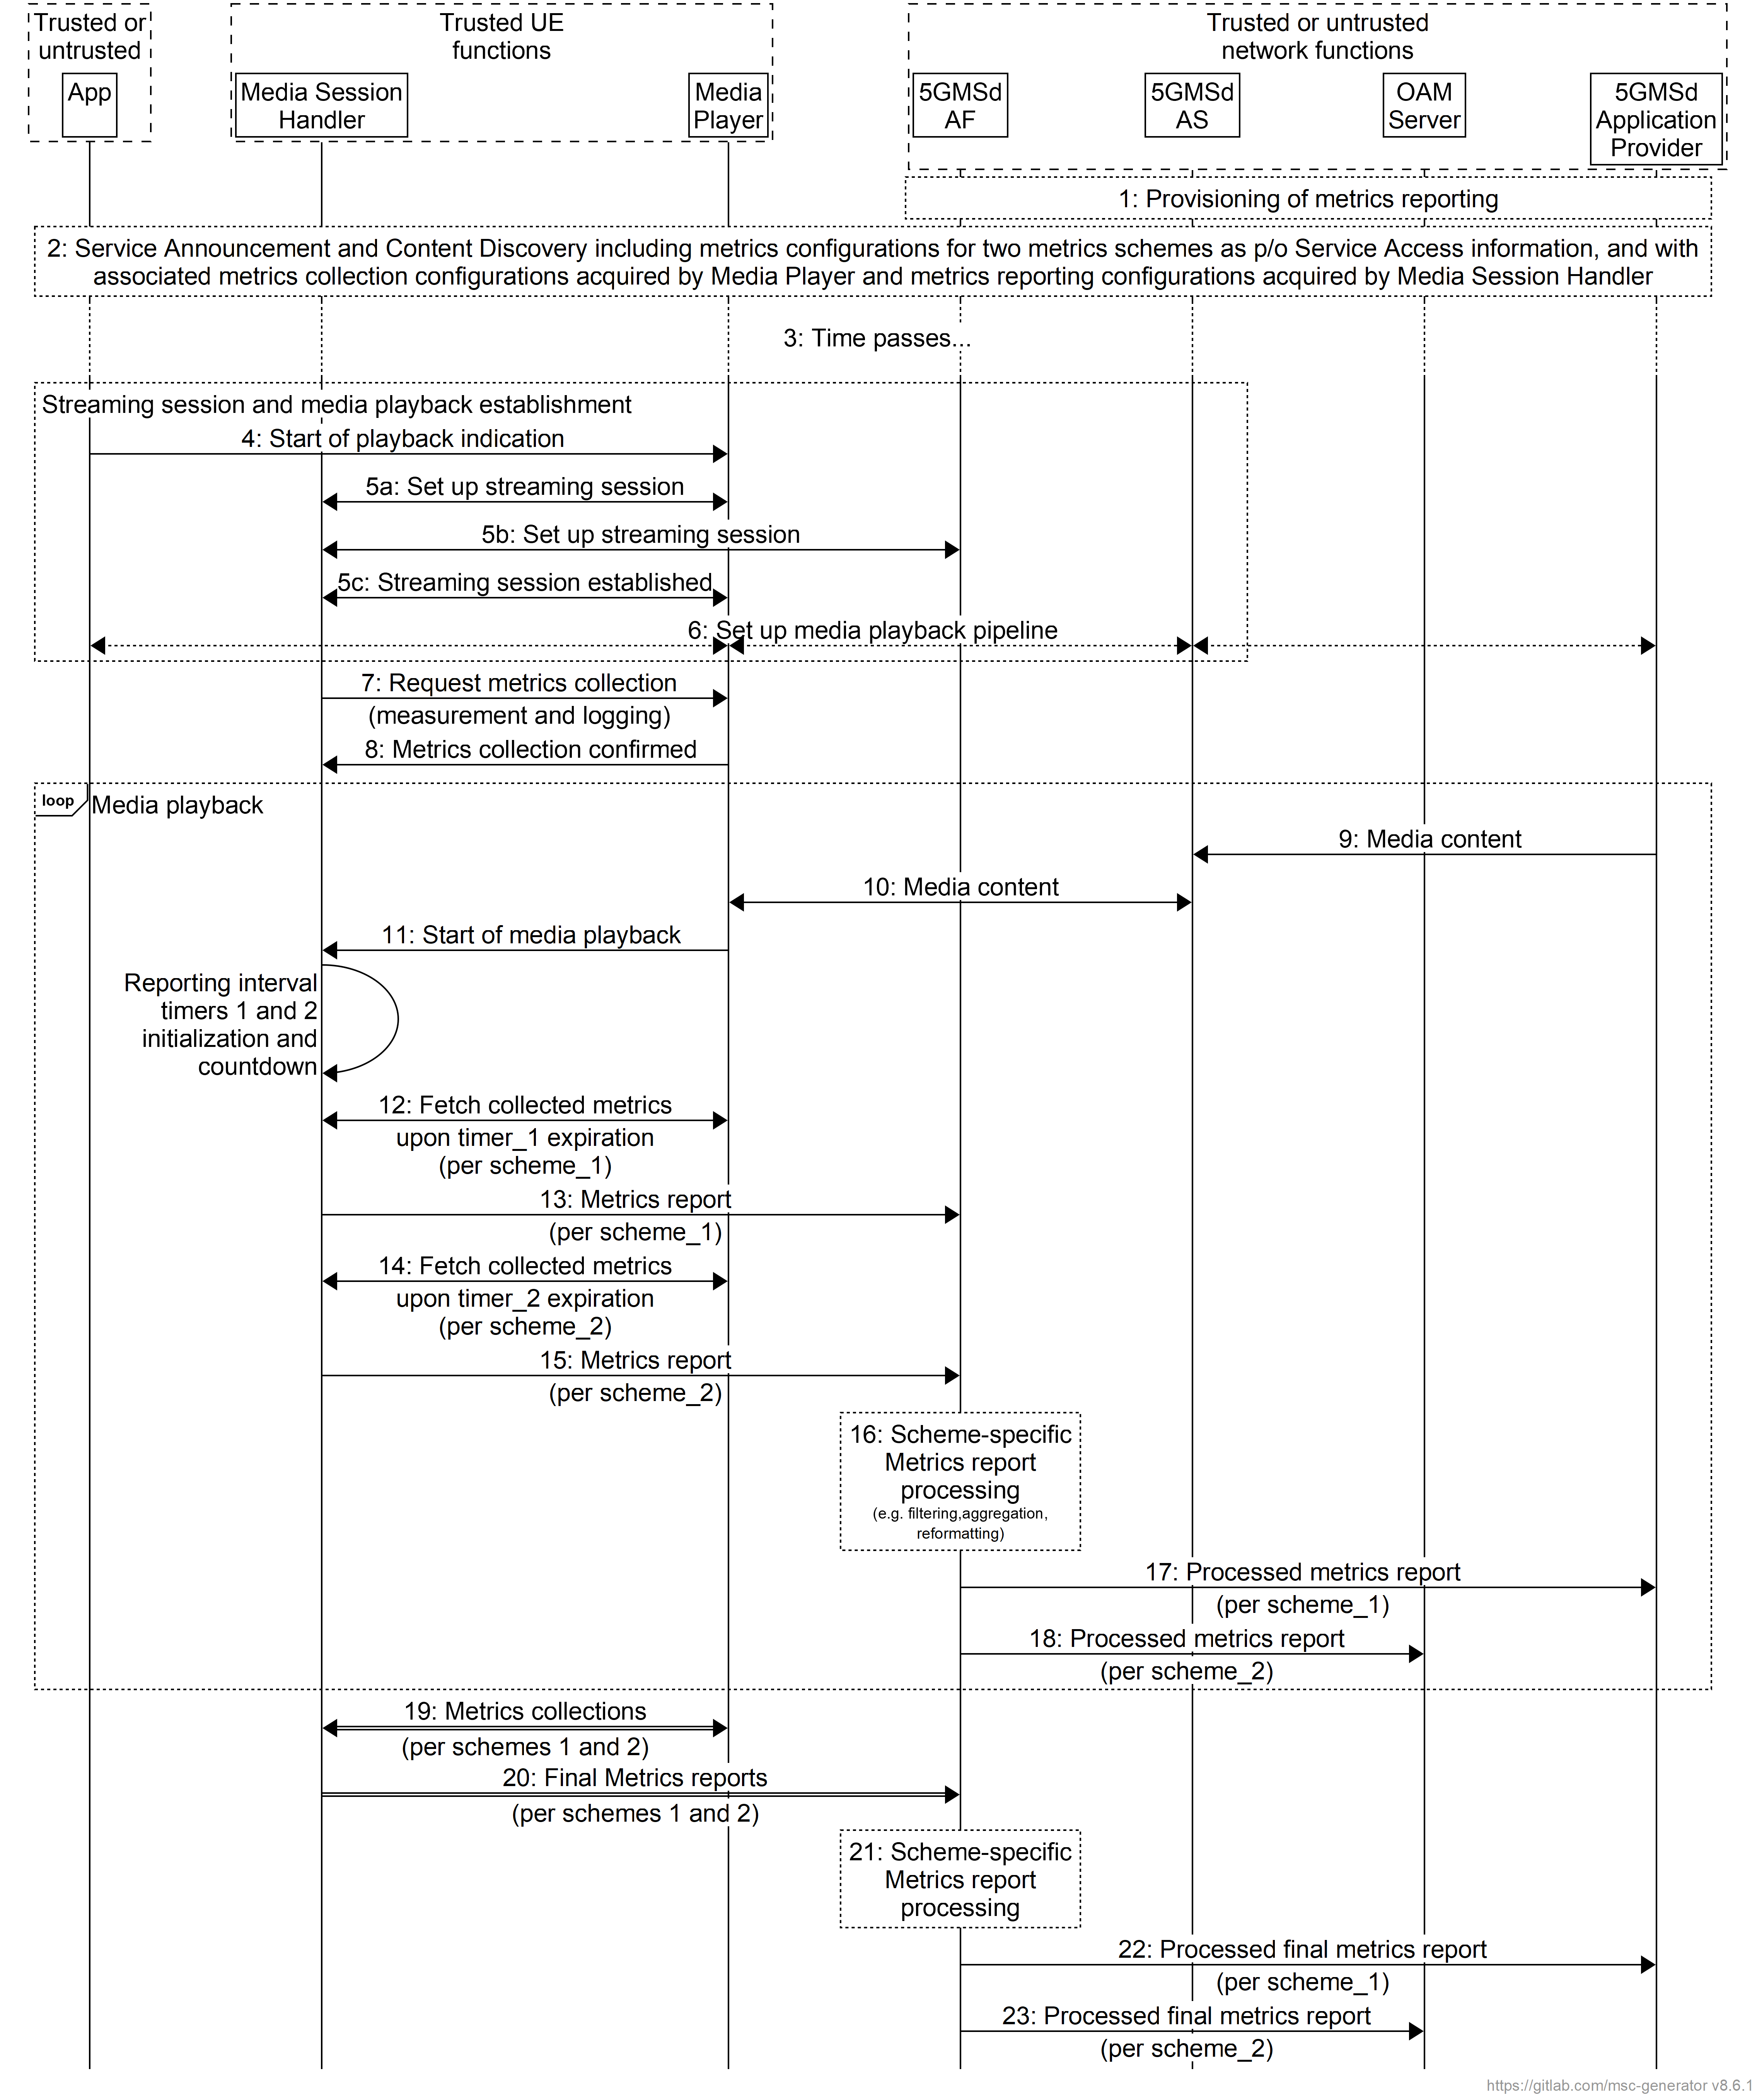 Trusted or
untrusted
Trusted UE
functions
Trusted or untrusted
network functions
App
Media Session
Handler
Media
Player
5GMSd
AF
5GMSd
AS
OAM
Server
5GMSd
Application
Provider
1: Provisioning of metrics reporting
2: Service Announcement and Content Discovery including metrics configurations for two metrics schemes as p/o Service Access information, and with
associated metrics collection configurations acquired by Media Player and metrics reporting configurations acquired by Media Session Handler
3: Time passes...
Streaming session and media playback establishment
4: Start of playback indication
5a: Set up streaming session
5b: Set up streaming session
5c: Streaming session established
6: Set up media playback pipeline
7: Request metrics collection
(measurement and logging)
8: Metrics collection confirmed
loop
Media playback
9: Media content
10: Media content
11: Start of media playback
Reporting interval
timers 1 and 2
initialization and
countdown
12: Fetch collected metrics
upon timer_1 expiration
(per scheme_1)
13: Metrics report
(per scheme_1)
14: Fetch collected metrics
upon timer_2 expiration
(per scheme_2)
15: Metrics report
(per scheme_2)
16: Scheme-specific
Metrics report
processing
(e.g. filtering,aggregation,
reformatting)
17: Processed metrics report
(per scheme_1)
18: Processed metrics report
(per scheme_2)
19: Metrics collections
(per schemes 1 and 2)
20: Final Metrics reports
(per schemes 1 and 2)
21: Scheme-specific
Metrics report
processing
22: Processed final metrics report
(per scheme_1)
23: Processed final metrics report
(per scheme_2)
https://gitlab.com/msc-generator v8.6.1